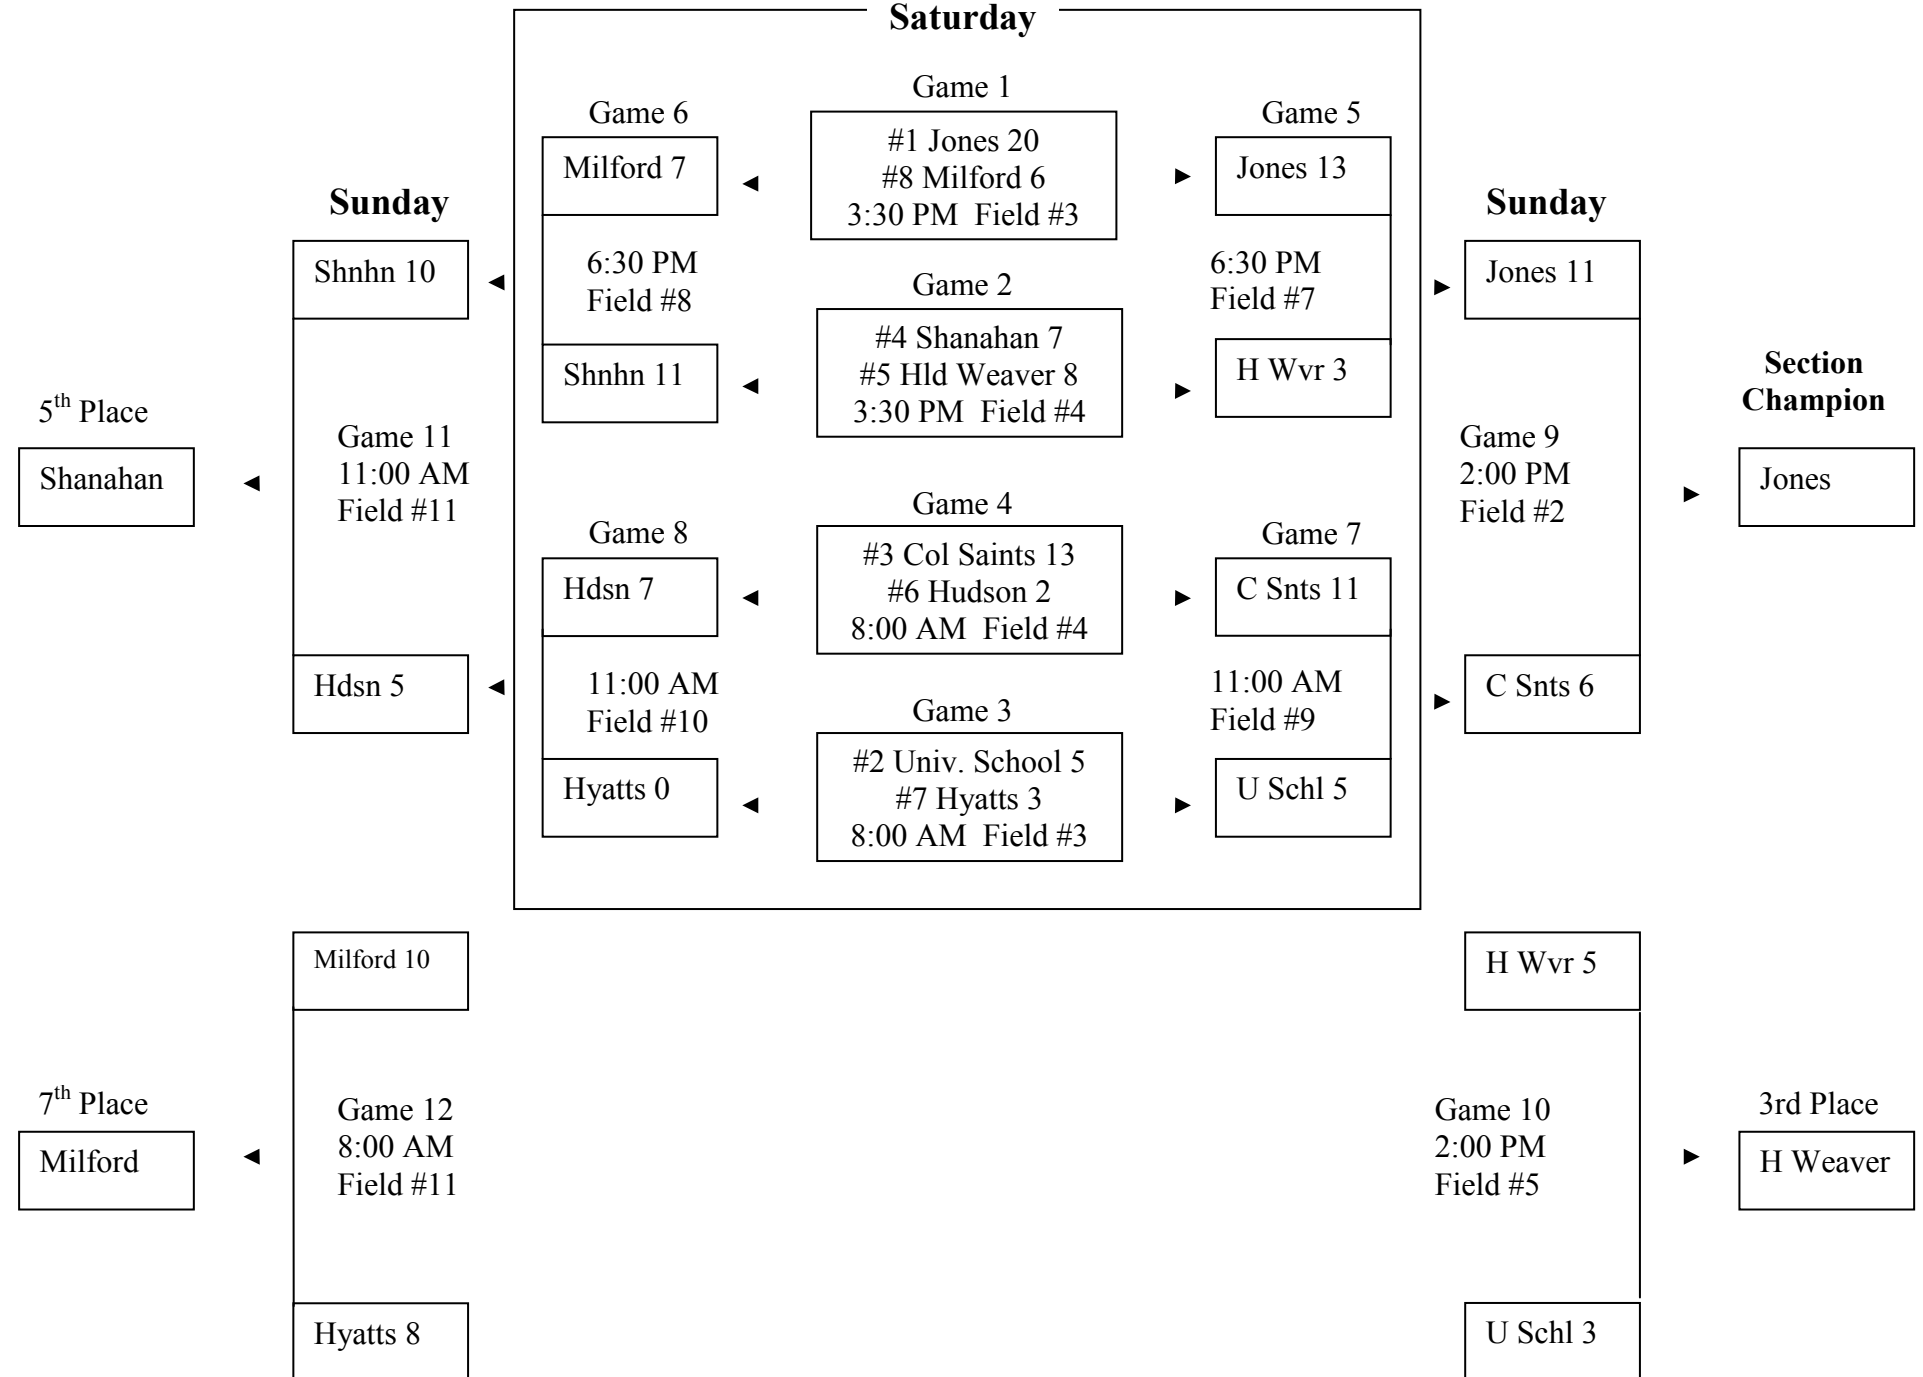 Saturday
Game 1
Game 6
Game 5
#1 Jones 20
#8 Milford 6
3:30 PM  Field #3
Milford 7
Jones 13
Sunday
Sunday
Shnhn 10
6:30 PM
Field #8
6:30 PM
Field #7
Jones 11
Game 2
#4 Shanahan 7
#5 Hld Weaver 8
3:30 PM  Field #4
Shnhn 11
H Wvr 3
Section
Champion
5th Place
Shanahan
Game 11
11:00 AM
Field #11
Game 9
2:00 PM
Field #2
Jones
Game 4
Game 8
Game 7
#3 Col Saints 13
#6 Hudson 2
8:00 AM  Field #4
Hdsn 7
C Snts 11
Hdsn 5
11:00 AM
Field #10
11:00 AM
Field #9
C Snts 6
Game 3
#2 Univ. School 5
#7 Hyatts 3
8:00 AM  Field #3
Hyatts 0
U Schl 5
Milford 10
H Wvr 5
7th Place
Milford
Game 12
8:00 AM
Field #11
Game 10
2:00 PM
Field #5
3rd Place
H Weaver
Hyatts 8
U Schl 3